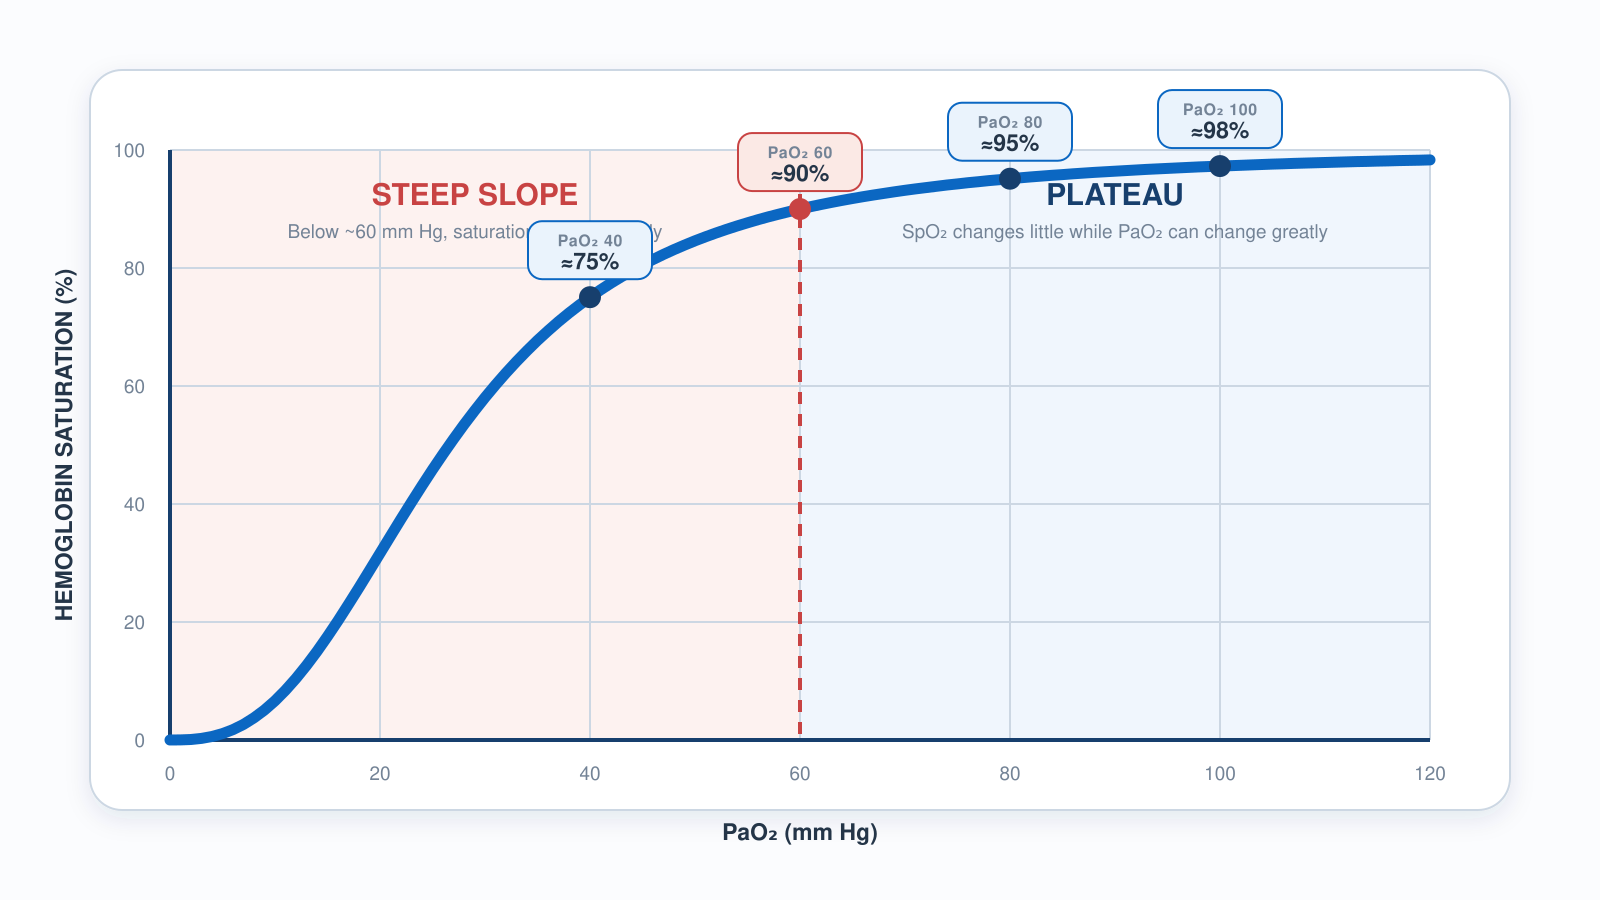 PaO₂ 100
≈98%
PaO₂ 80
≈95%
PaO₂ 60
≈90%
STEEP SLOPE
PLATEAU
Below ~60 mm Hg, saturation
SpO₂ changes little while PaO₂ can change greatly
PaO₂ 40
≈75%
HEMOGLOBIN SATURATION (%)
100
80
60
40
20
0
0
20
40
60
80
100
120
PaO₂ (mm Hg)